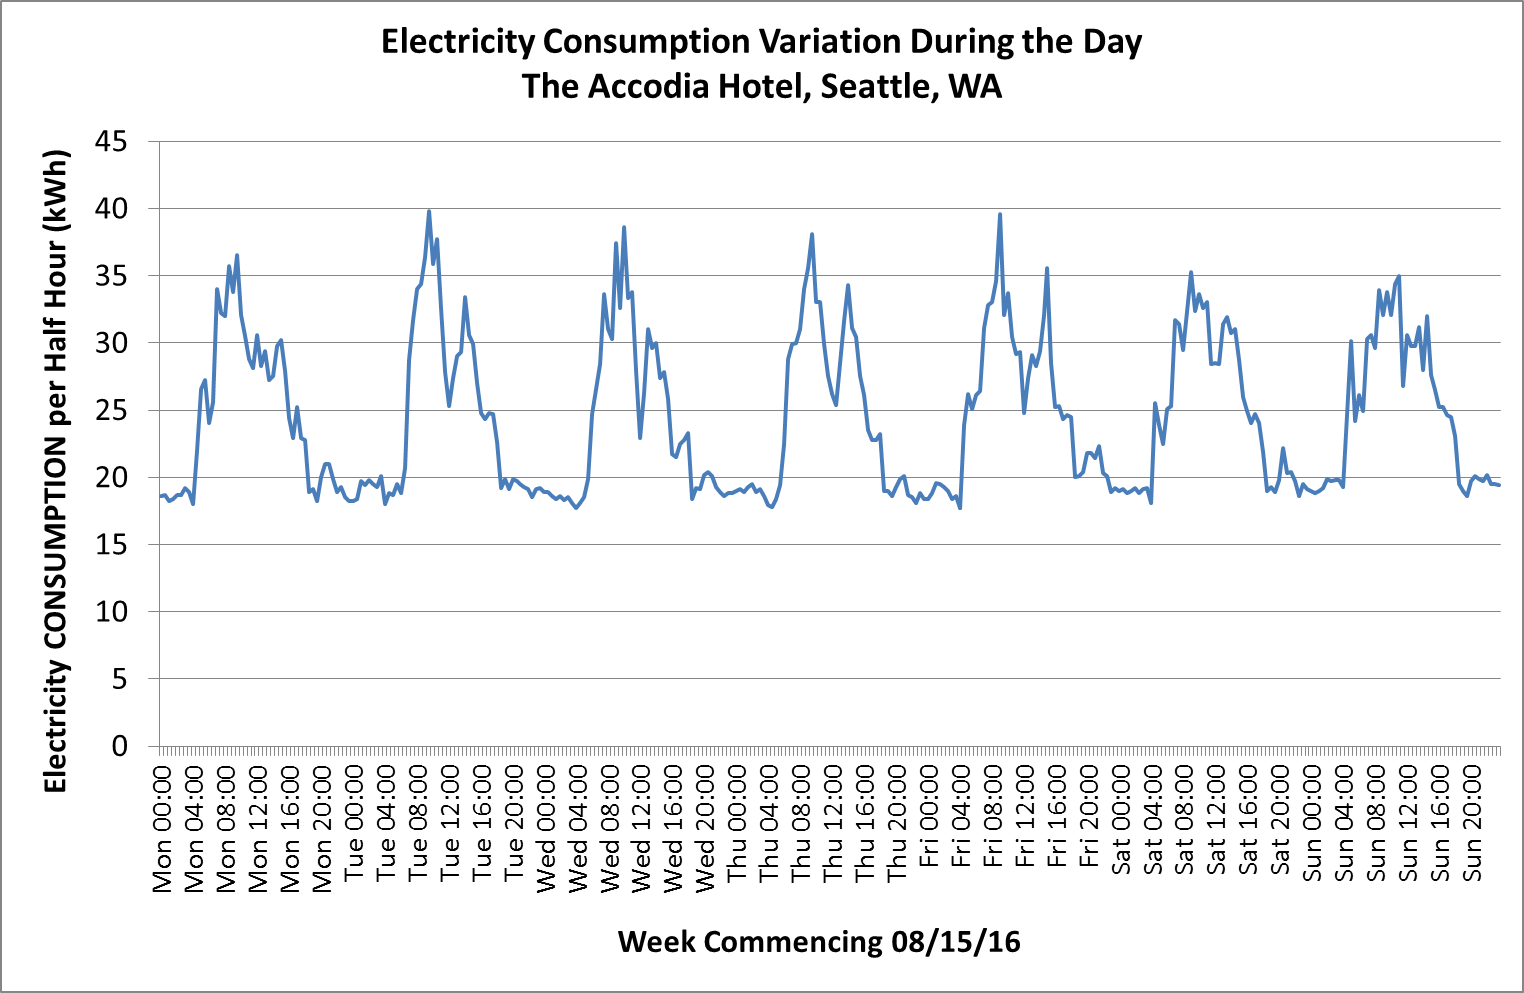 Electricity Consumption Variation During the Day
The Accodia Hotel, Seattle, WA
Electricity CONSUMPTION per Half Hour (kWh)
45
40
35
30
25
20
15
10
5
0
Mon 00:00
Mon 04:00
Mon 08:00
Mon 12:00
Mon 16:00
Mon 20:00
Tue 00:00
Tue 04:00
Tue 08:00
Tue 12:00
Tue 16:00
Tue 20:00
Wed 00:00
Wed 04:00
Wed 08:00
Wed 12:00
Wed 16:00
Wed 20:00
Thu 00:00
Thu 04:00
Thu 08:00
Thu 12:00
Thu 16:00
Thu 20:00
Fri 00:00
Fri 04:00
Fri 08:00
Fri 12:00
Fri 16:00
Fri 20:00
Sat 00:00
Sat 04:00
Sat 08:00
Sat 12:00
Sat 16:00
Sat 20:00
Sun 00:00
Sun 04:00
Sun 08:00
Sun 12:00
Sun 16:00
Sun 20:00
Week Commencing 08/15/16